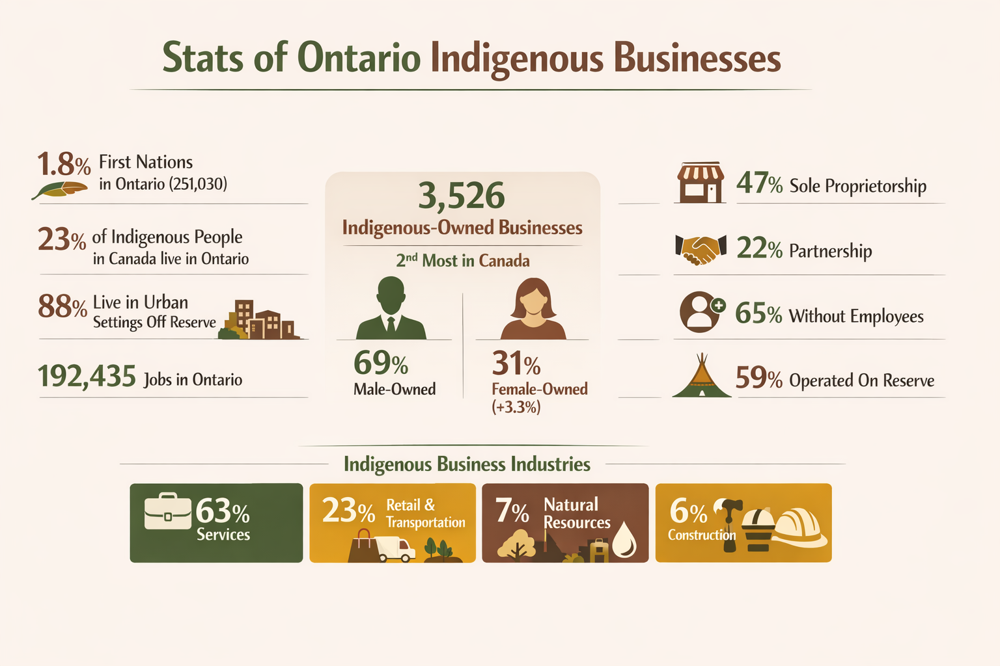 Stats of Ontario Indigenous Businesses
1.8% First Nations
in Ontario (251,030)
23% of Indigenous People
in Canada live in Ontario
88% Live in Urban
Settings Off Reserve
192,435 Jobs in Ontario
3,526
Indigenous-Owned Businesses
2nd Most in Canada
69%
Male-Owned
31%
Female-Owned
(+3.3%)
47% Sole Proprietorship
22% Partnership
65% Without Employees
59% Operated On Reserve
Indigenous Business Industries
63%
Services
23% Retail &
Transportation
7% Natural
Resources
6%
Construction